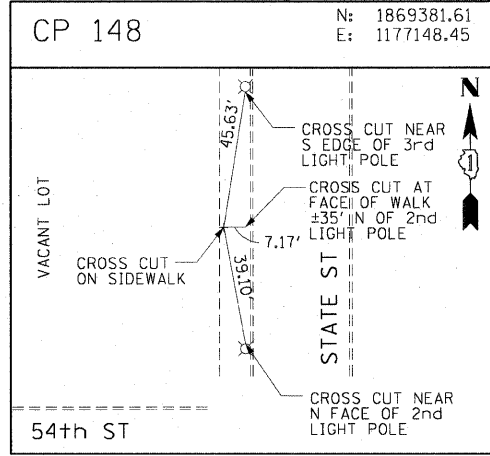 CP 148
N: 1869381.61
E: 1177148.45
N
1
45.63'
CROSS CUT NEAR
S EDGE OF 3rd
LIGHT POLE
CROSS CUT AT
FACE OF WALK
±35' N OF 2nd
LIGHT POLE
7.17'
VACANT LOT
CROSS CUT
ON SIDEWALK
39.10'
STATE ST
CROSS CUT NEAR
N FACE OF 2nd
LIGHT POLE
54th ST